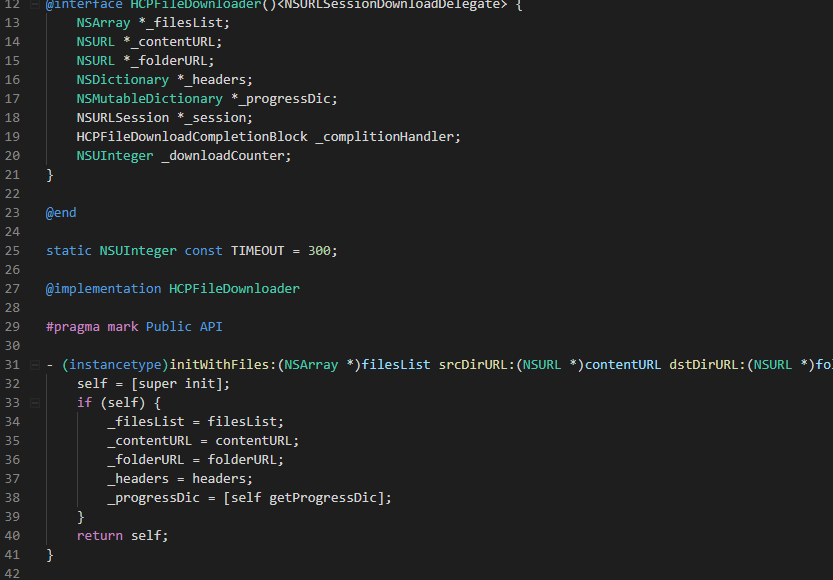 12 @interface HCPFileDownloader()<NSURLSessionDownloadDelegate> {
13 NSArray *_filesList;
14 NSURL *_contentURL;
15 NSURL *_folderURL;
16 NSDictionary *_headers;
17 NSMutableDictionary *_progressDic;
18 NSURLSession *_session;
19 HCPFileDownloadCompletionBlock _complitionHandler;
20 NSUInteger _downloadCounter;
21 }
22
23 @end
24
25 static NSUInteger const TIMEOUT = 300;
26
27 @implementation HCPFileDownloader
28
29 #pragma mark Public API
30
31 - (instancetype)initWithFiles:(NSArray *)filesList srcDirURL:(NSURL *)contentURL dstDirURL:(NSURL *)fol
32 self = [super init];
33 if (self) {
34 _filesList = filesList;
35 _contentURL = contentURL;
36 _folderURL = folderURL;
37 _headers = headers;
38 _progressDic = [self getProgressDic];
39 }
40 return self;
41 }
42